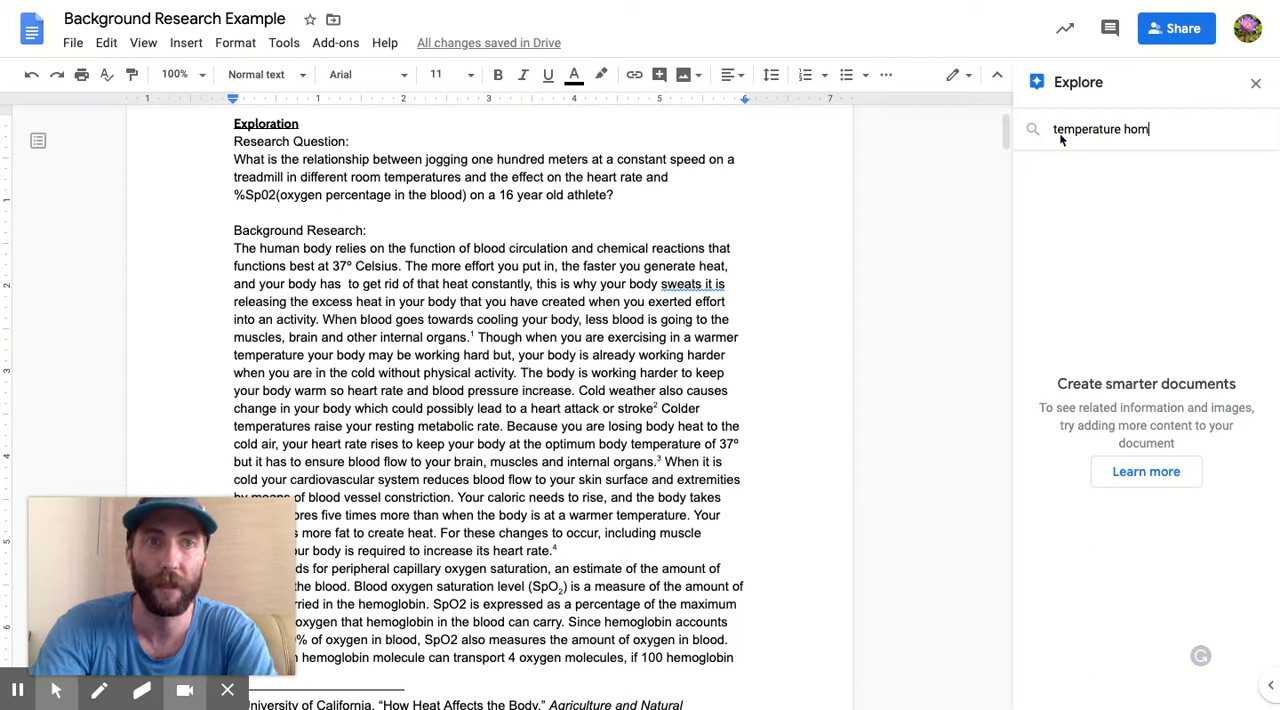 Background Research Example
File Edit View Insert Format Tools Add-ons Help All changes saved in Drive
Share
100% Normal text Arial 11 B I U A
1 1 2 3 4 5 6 7
Explore
temperature hom
Exploration
Research Question:
What is the relationship between jogging one hundred meters at a constant speed on a
treadmill in different room temperatures and the effect on the heart rate and
%Sp02(oxygen percentage in the blood) on a 16 year old athlete?
Background Research:
The human body relies on the function of blood circulation and chemical reactions that
functions best at 37º Celsius. The more effort you put in, the faster you generate heat,
and your body has to get rid of that heat constantly, this is why your body sweats it is
releasing the excess heat in your body that you have created when you exerted effort
into an activity. When blood goes towards cooling your body, less blood is going to the
muscles, brain and other internal organs.¹ Though when you are exercising in a warmer
temperature your body may be working hard but, your body is already working harder
when you are in the cold without physical activity. The body is working harder to keep
your body warm so heart rate and blood pressure increase. Cold weather also causes
change in your body which could possibly lead to a heart attack or stroke² Colder
temperatures raise your resting metabolic rate. Because you are losing body heat to the
cold air, your heart rate rises to keep your body at the optimum body temperature of 37º
but it has to ensure blood flow to your brain, muscles and internal organs.³ When it is
cold your cardiovascular system reduces blood flow to your skin surface and extremities
by means of blood vessel constriction. Your caloric needs to rise, and the body takes
five times more than when the body is at a warmer temperature. Your
more fat to create heat. For these changes to occur, including muscle
body is required to increase its heart rate.⁴
for peripheral capillary oxygen saturation, an estimate of the amount of
the blood. Blood oxygen saturation level (SpO₂) is a measure of the amount of
in the hemoglobin. SpO2 is expressed as a percentage of the maximum
oxygen that hemoglobin in the blood can carry. Since hemoglobin accounts
of oxygen in blood, SpO2 also measures the amount of oxygen in blood.
hemoglobin molecule can transport 4 oxygen molecules, if 100 hemoglobin
University of California. “How Heat Affects the Body.” Agriculture and Natural
Create smarter documents
To see related information and images,
try adding more content to your
document
Learn more
1
2
3
4
5
6